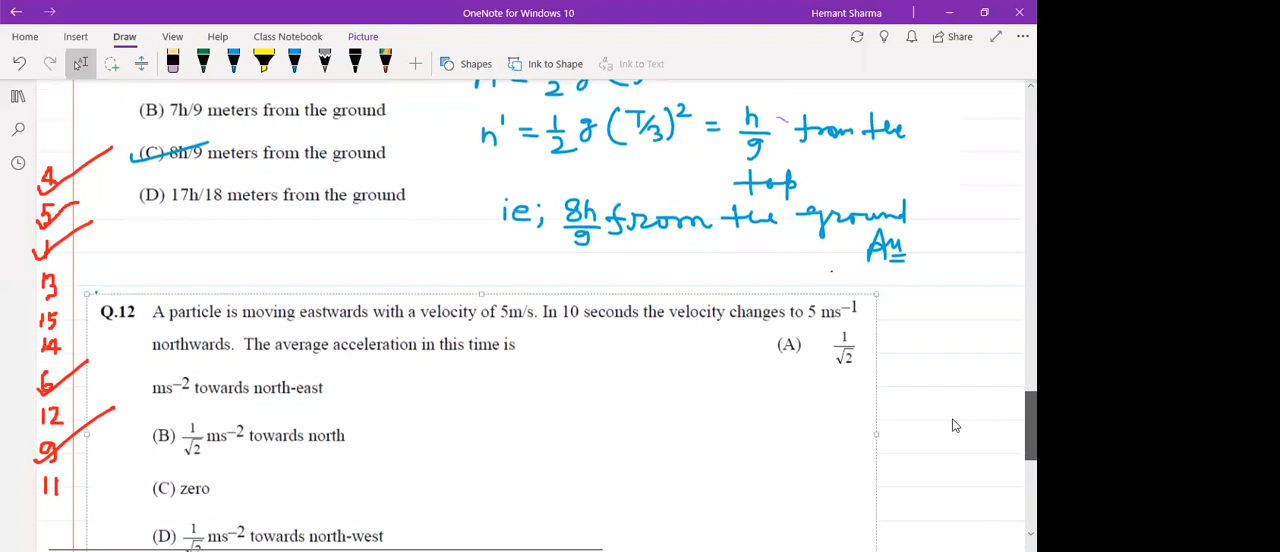 OneNote for Windows 10
Hemant Sharma
Home Insert Draw View Help Class Notebook Picture
Share
Shapes Ink to Shape Ink to Text
(B) 7h/9 meters from the ground
(C) 8h/9 meters from the ground
(D) 17h/18 meters from the ground
h' = 1/2 g (T/3)² = h/9 from the
top
ie; 8h/9 from the ground
Ans
4
5
1
3
15
14
6
12
9
11
Q.12 A particle is moving eastwards with a velocity of 5m/s. In 10 seconds the velocity changes to 5 ms⁻¹
northwards. The average acceleration in this time is (A) 1/√2
ms⁻² towards north-east
(B) 1/√2 ms⁻² towards north
(C) zero
(D) 1/√2 ms⁻² towards north-west